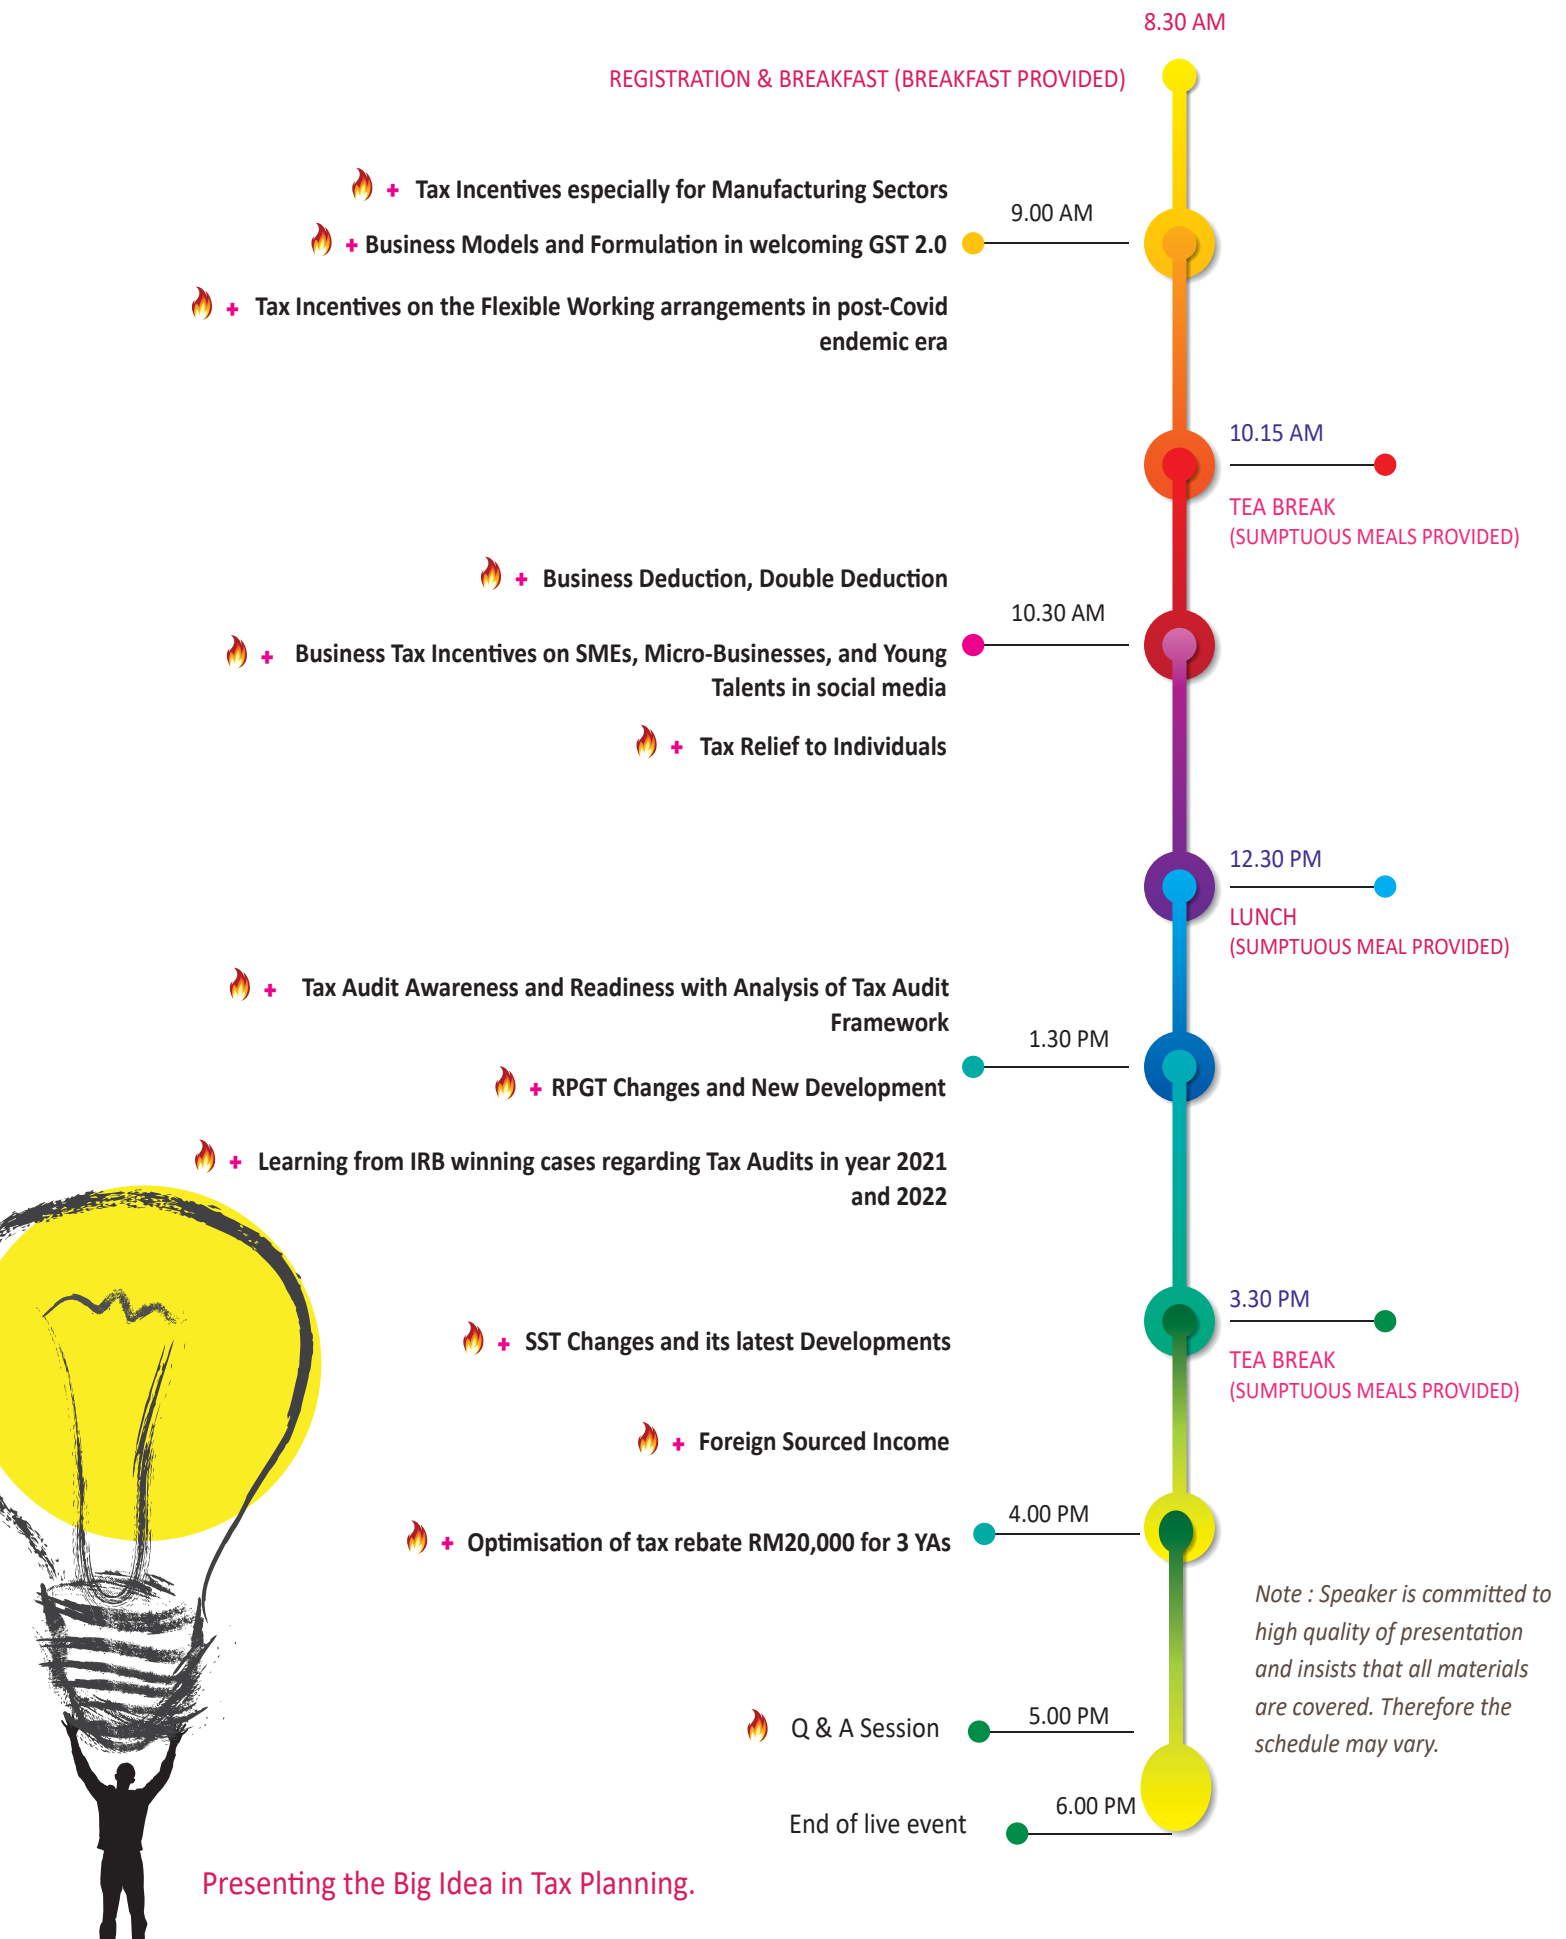 8.30 AM
REGISTRATION & BREAKFAST (BREAKFAST PROVIDED)
+ Tax Incentives especially for Manufacturing Sectors
9.00 AM
+ Business Models and Formulation in welcoming GST 2.0
+ Tax Incentives on the Flexible Working arrangements in post-Covid
endemic era
10.15 AM
TEA BREAK
(SUMPTUOUS MEALS PROVIDED)
+ Business Deduction, Double Deduction
10.30 AM
+ Business Tax Incentives on SMEs, Micro-Businesses, and Young
Talents in social media
+ Tax Relief to Individuals
12.30 PM
LUNCH
(SUMPTUOUS MEAL PROVIDED)
+ Tax Audit Awareness and Readiness with Analysis of Tax Audit
Framework
1.30 PM
+ RPGT Changes and New Development
+ Learning from IRB winning cases regarding Tax Audits in year 2021
and 2022
3.30 PM
TEA BREAK
(SUMPTUOUS MEALS PROVIDED)
+ SST Changes and its latest Developments
+ Foreign Sourced Income
4.00 PM
+ Optimisation of tax rebate RM20,000 for 3 YAs
Note : Speaker is committed to
high quality of presentation
and insists that all materials
are covered. Therefore the
schedule may vary.
Q & A Session
5.00 PM
End of live event
6.00 PM
Presenting the Big Idea in Tax Planning.